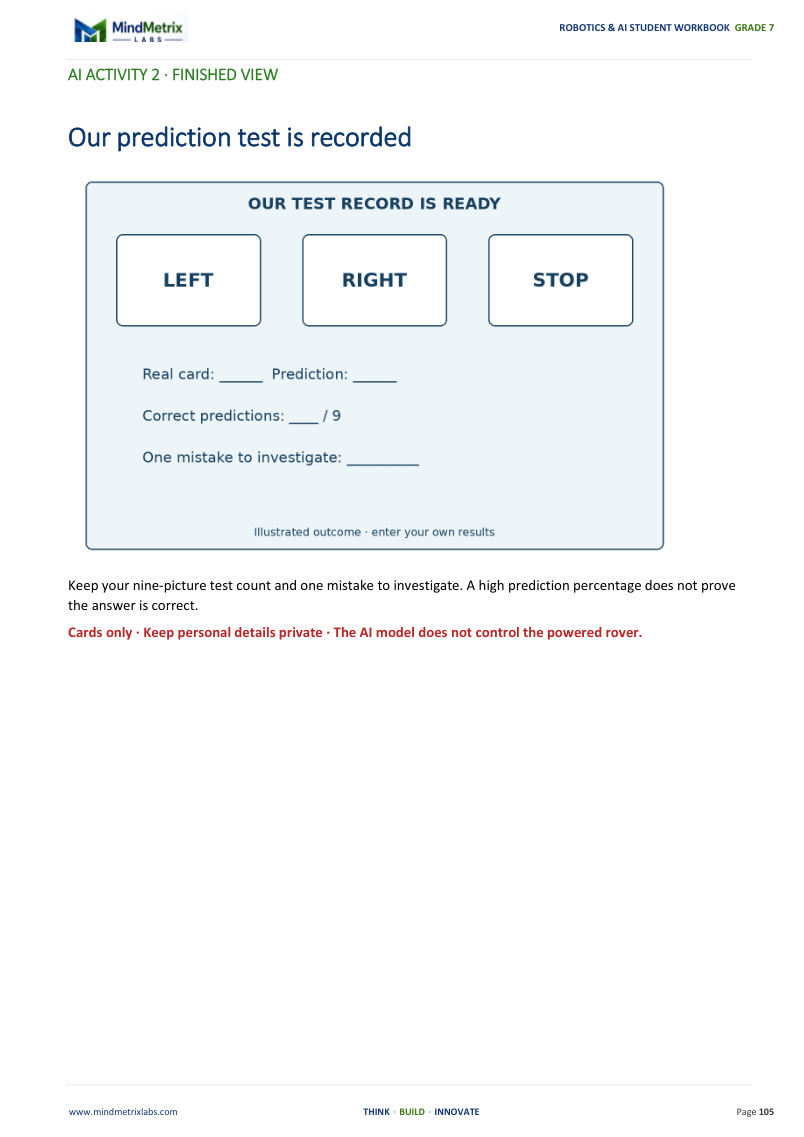 MindMetrix
LABS
ROBOTICS & AI STUDENT WORKBOOK GRADE 7
AI ACTIVITY 2 · FINISHED VIEW
Our prediction test is recorded
OUR TEST RECORD IS READY
LEFT
RIGHT
STOP
Real card: ______ Prediction: ______
Correct predictions: ____ / 9
One mistake to investigate: __________
Illustrated outcome · enter your own results
Keep your nine-picture test count and one mistake to investigate. A high prediction percentage does not prove
the answer is correct.
Cards only · Keep personal details private · The AI model does not control the powered rover.
www.mindmetrixlabs.com
THINK · BUILD · INNOVATE
Page 105